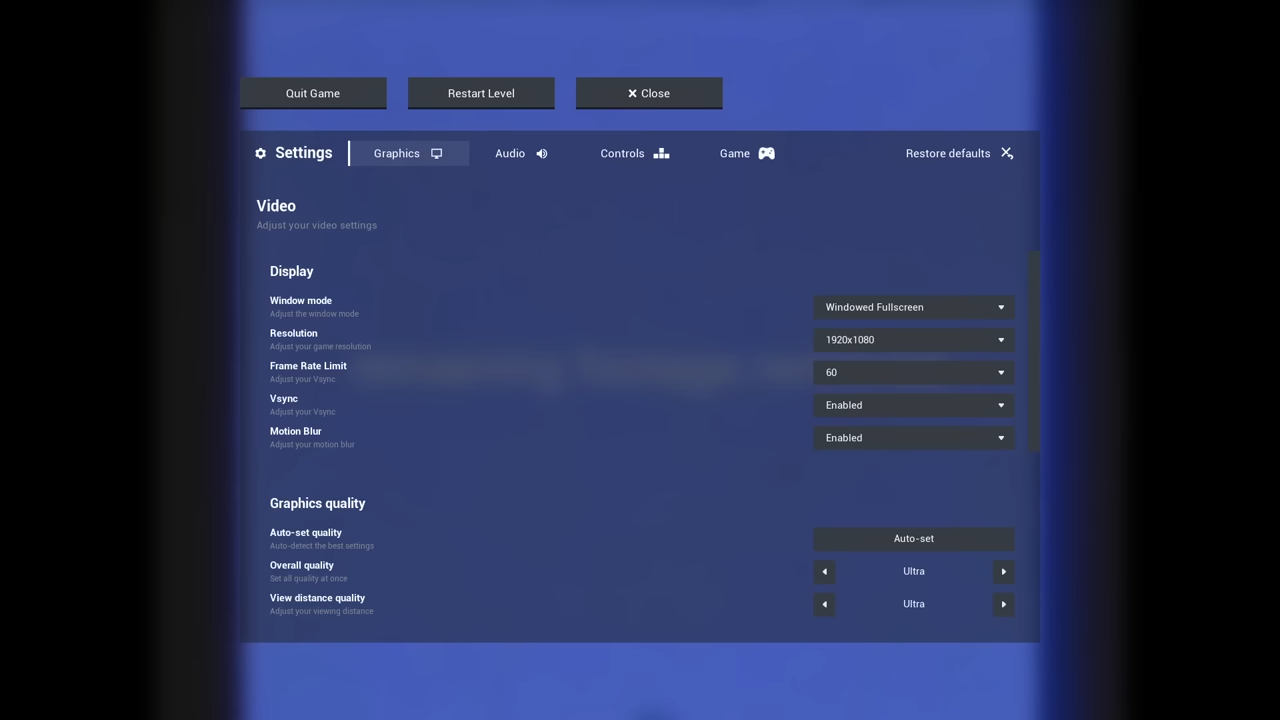 Quit Game
Restart Level
Close
Settings
Graphics
Audio
Controls
Game
Restore defaults
Video
Adjust your video settings
Display
Window mode
Adjust the window mode
Windowed Fullscreen
Resolution
Adjust your game resolution
1920x1080
Frame Rate Limit
Adjust your Vsync
60
Vsync
Adjust your Vsync
Enabled
Motion Blur
Adjust your motion blur
Enabled
Graphics quality
Auto-set quality
Auto-detect the best settings
Auto-set
Overall quality
Set all quality at once
Ultra
View distance quality
Adjust your viewing distance
Ultra